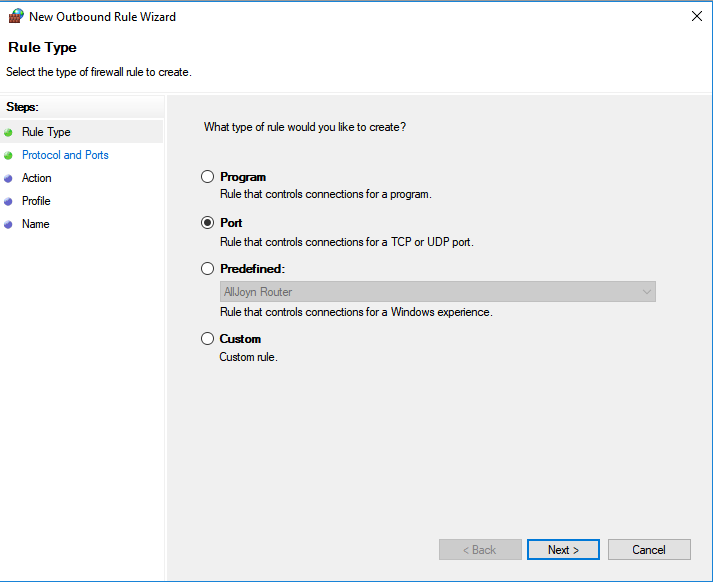 New Outbound Rule Wizard
Rule Type
Select the type of firewall rule to create.
Steps:
Rule Type
Protocol and Ports
Action
Profile
Name
What type of rule would you like to create?
Program
Rule that controls connections for a program.
Port
Rule that controls connections for a TCP or UDP port.
Predefined:
AllJoyn Router
Rule that controls connections for a Windows experience.
Custom
Custom rule.
< Back
Next >
Cancel